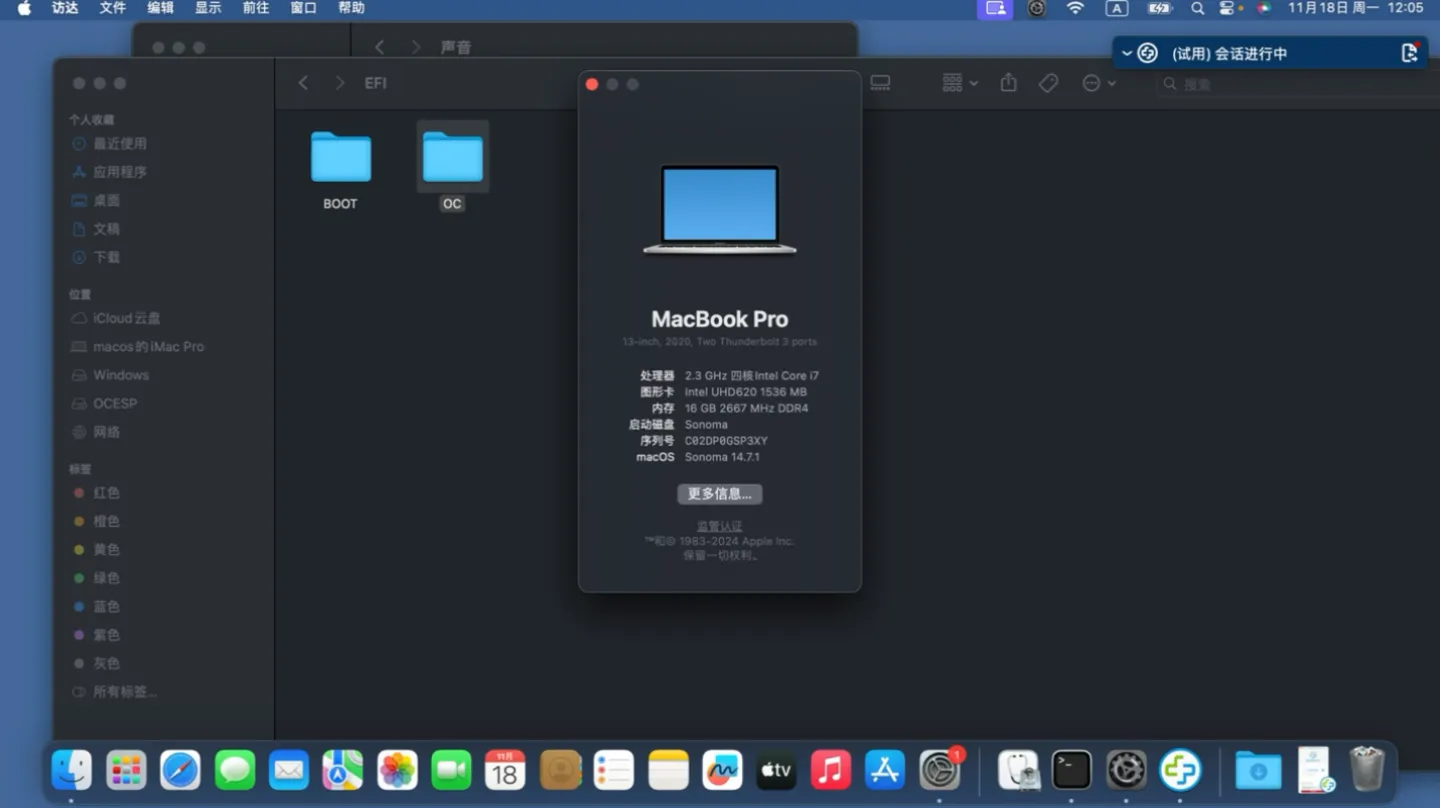 访达 文件 编辑 显示 前往 窗口 帮助 A 11月18日 周一 12:05
声音
(试用) 会话进行中
EFI
搜索
个人收藏
最近使用
应用程序
桌面
文稿
下载
位置
iCloud 云盘
macos的iMac Pro
Windows
OCESP
网络
标签
红色
橙色
黄色
绿色
蓝色
紫色
灰色
所有标签...
BOOT OC
MacBook Pro
13-inch, 2020, Two Thunderbolt 3 ports
处理器 2.3 GHz 四核Intel Core i7
图形卡 Intel UHD620 1536 MB
内存 16 GB 2667 MHz DDR4
启动磁盘 Sonoma
序列号 C02DP0GSP3XY
macOS Sonoma 14.7.1
更多信息...
监管认证
™和© 1983-2024 Apple Inc.
保留一切权利。
11月
18
tv
1